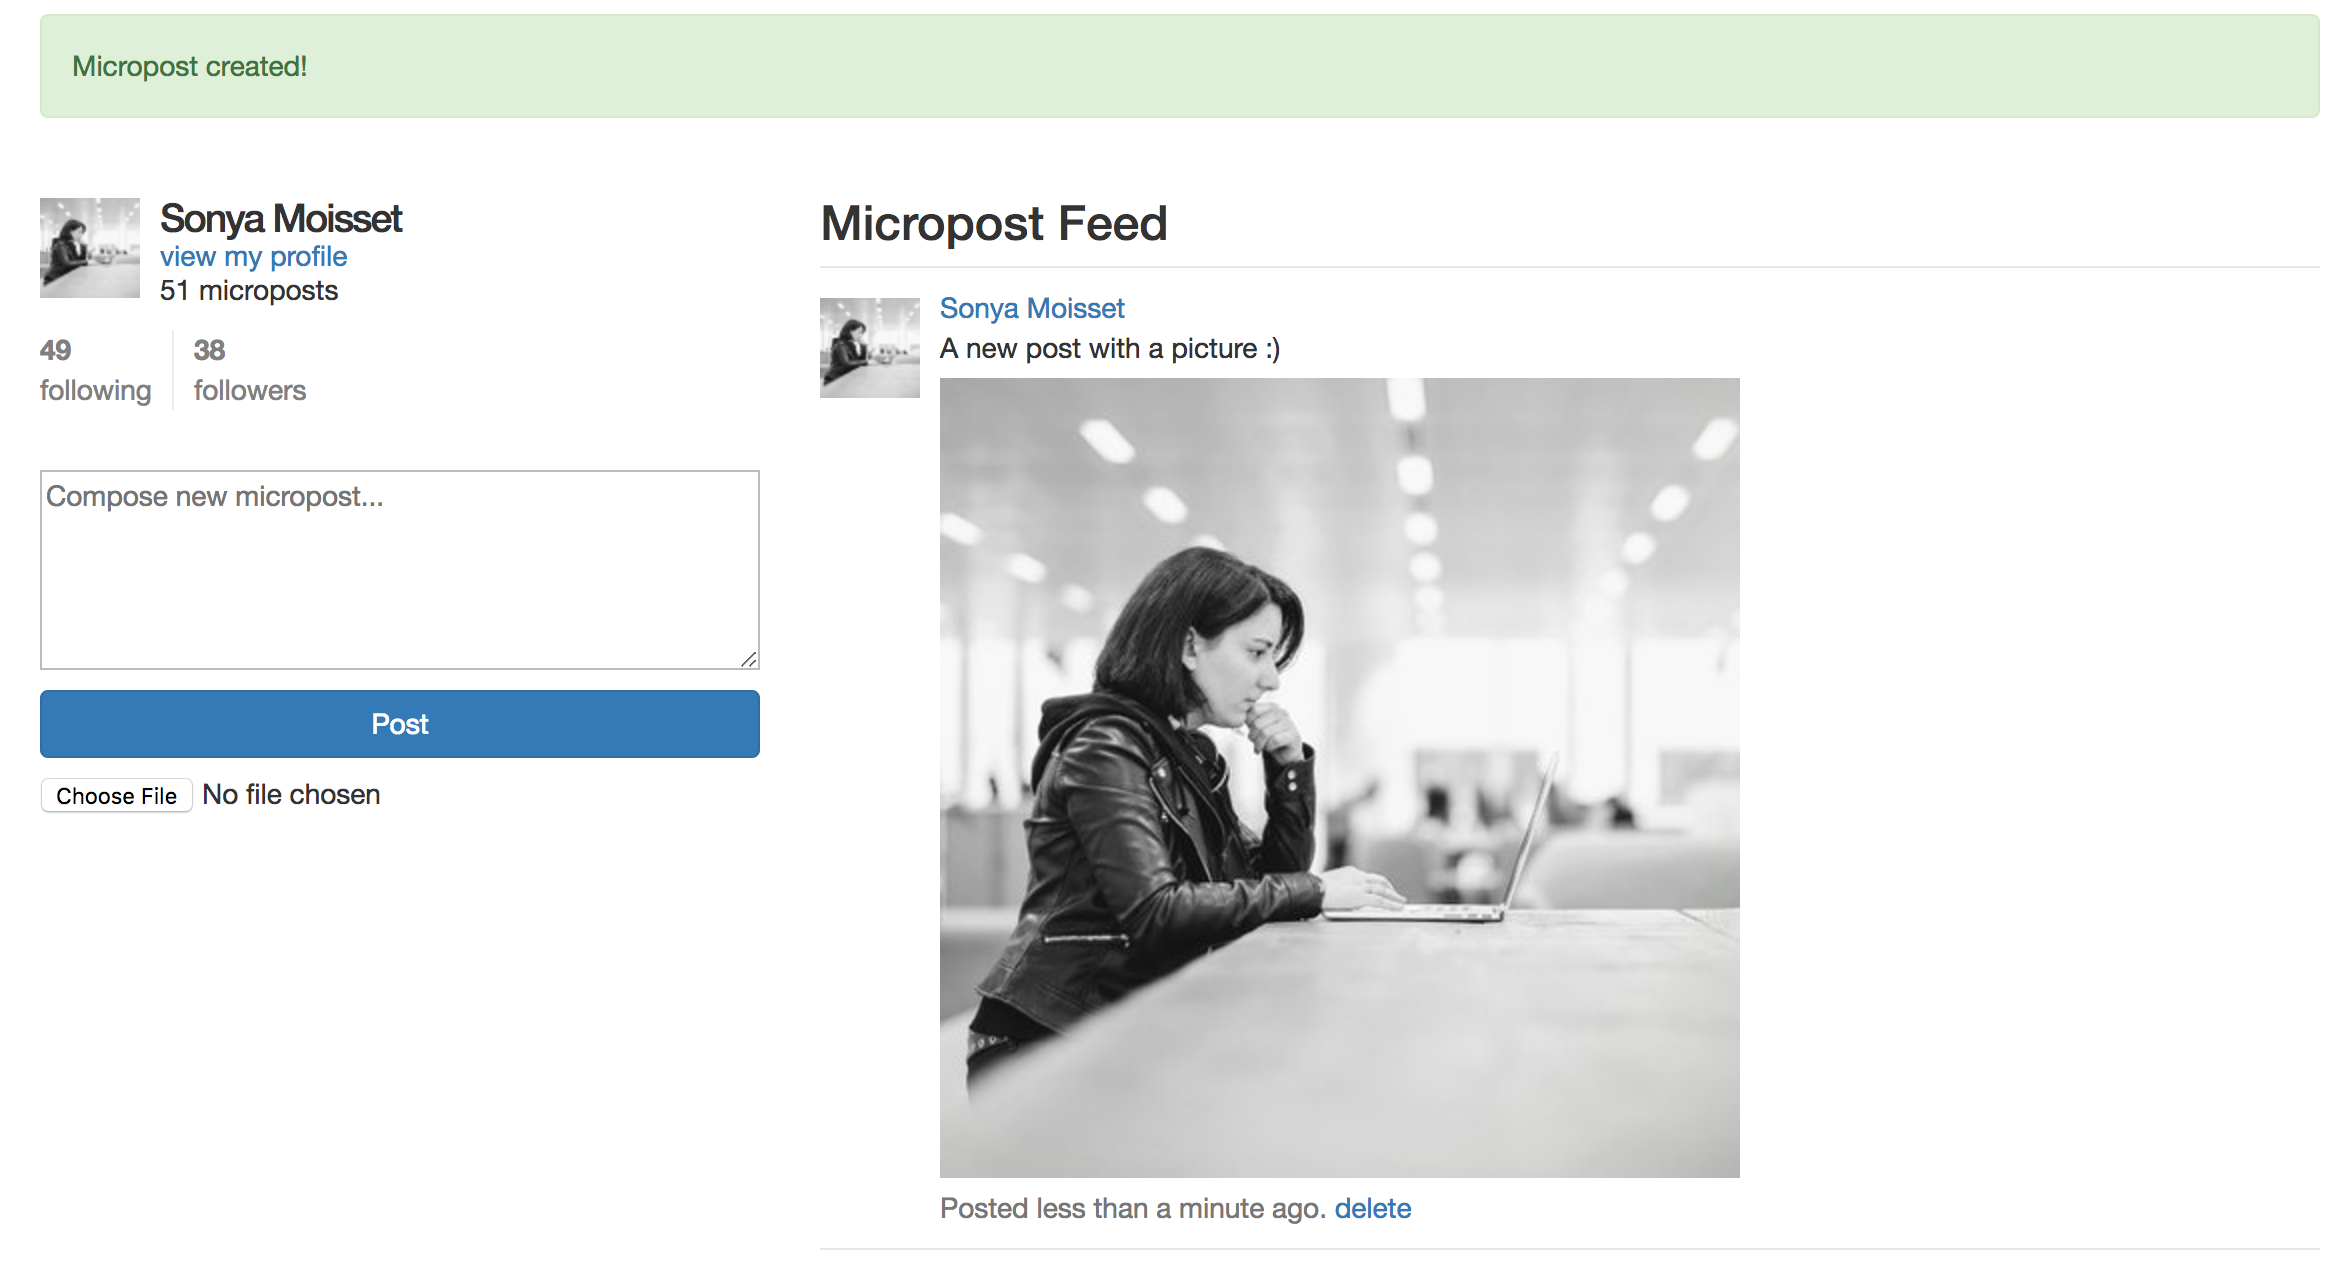 Micropost created!
Sonya Moisset
view my profile
51 microposts
49
following
38
followers
Compose new micropost...
Post
Choose File No file chosen
Micropost Feed
Sonya Moisset
A new post with a picture :)
Posted less than a minute ago. delete